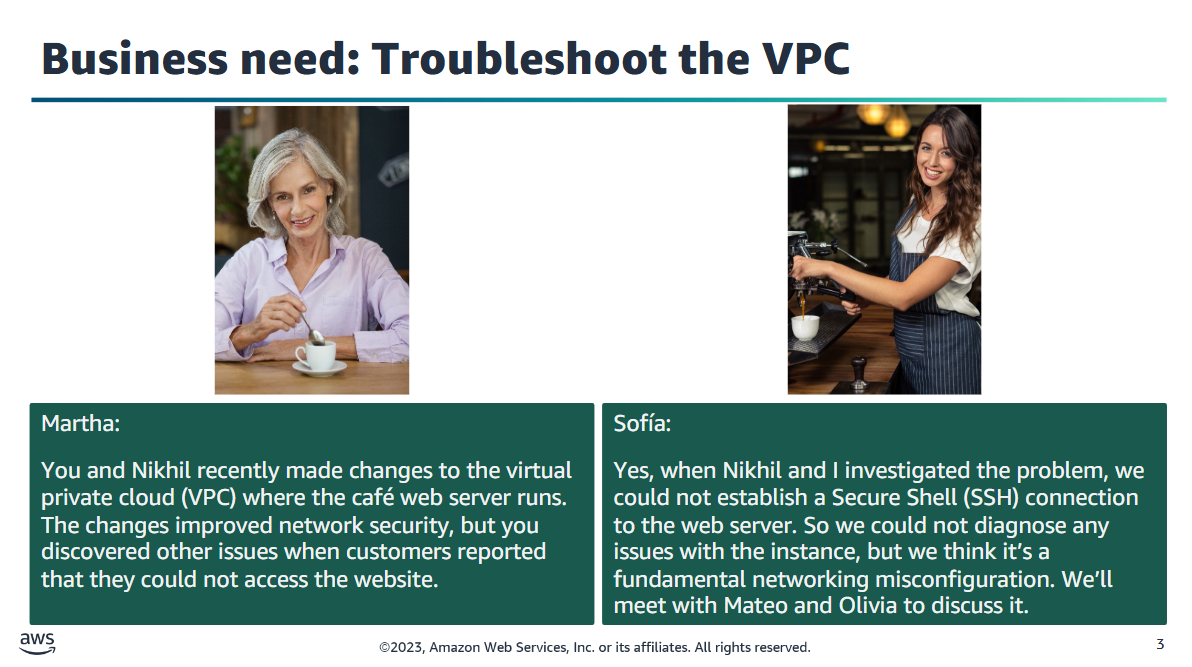 Business need: Troubleshoot the VPC
Martha:
You and Nikhil recently made changes to the virtual
private cloud (VPC) where the café web server runs.
The changes improved network security, but you
discovered other issues when customers reported
that they could not access the website.
Sofía:
Yes, when Nikhil and I investigated the problem, we
could not establish a Secure Shell (SSH) connection
to the web server. So we could not diagnose any
issues with the instance, but we think it’s a
fundamental networking misconfiguration. We’ll
meet with Mateo and Olivia to discuss it.
aws
©2023, Amazon Web Services, Inc. or its affiliates. All rights reserved.
3